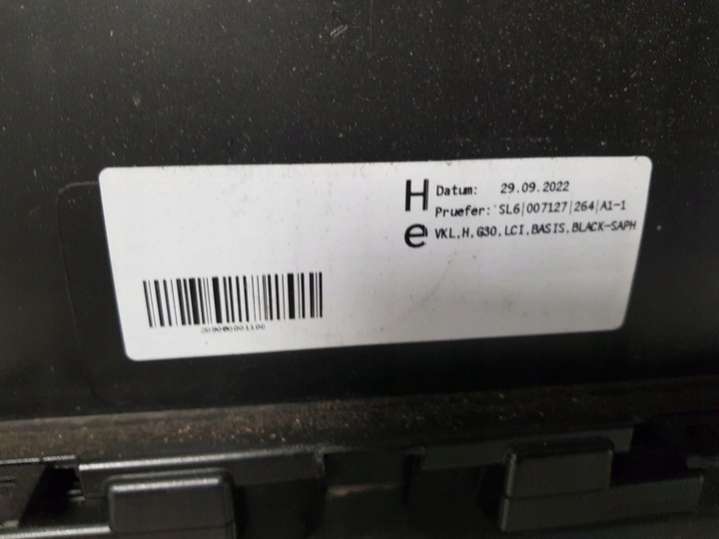 H
Datum: 29.09.2022
Pruefer: SL6|007127|264|A1-1
e
VKL,H,G30,LCI,BASIS,BLACK-SAPH